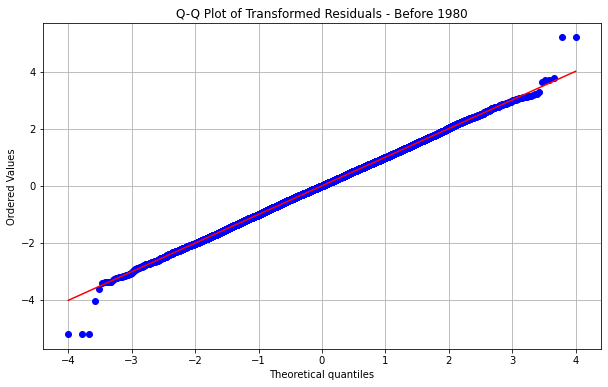 Q-Q Plot of Transformed Residuals - Before 1980
Ordered Values
4
2
0
−2
−4
−4 −3 −2 −1 0 1 2 3 4
Theoretical quantiles